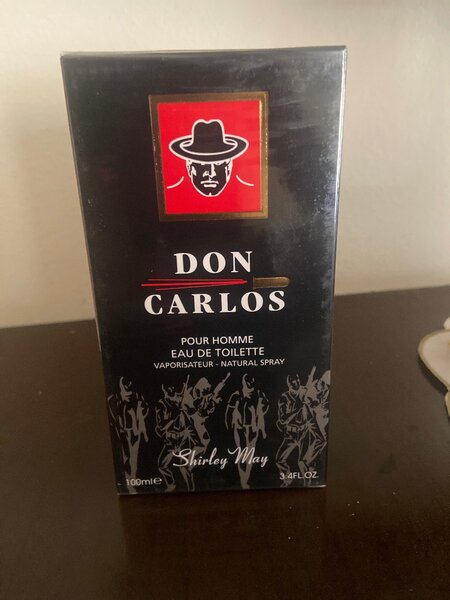 DON
CARLOS
POUR HOMME
EAU DE TOILETTE
VAPORISATEUR - NATURAL SPRAY
Shirley May
100ml℮
3.4FL.OZ.